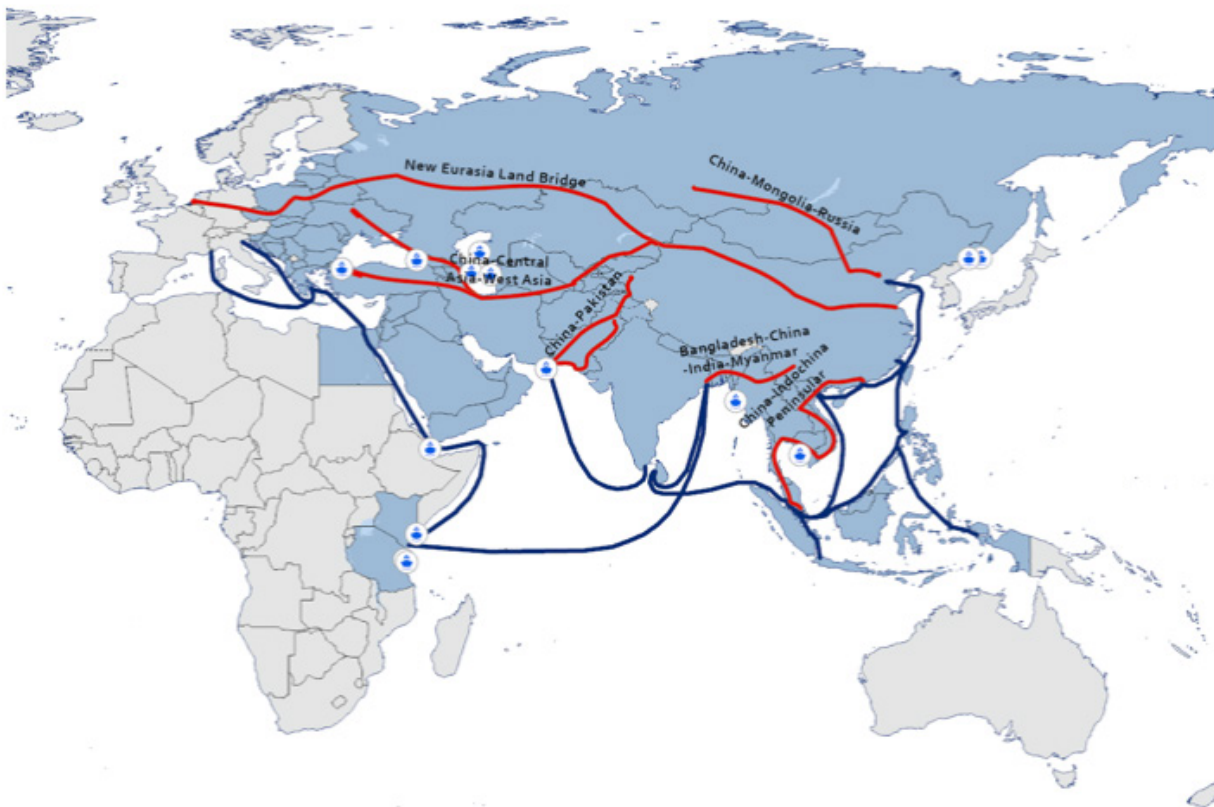 New Eurasia Land Bridge
China-Mongolia-Russia
China-Central
Asia-West Asia
China-Pakistan
Bangladesh-China
-India-Myanmar
China-Indochina
Peninsular